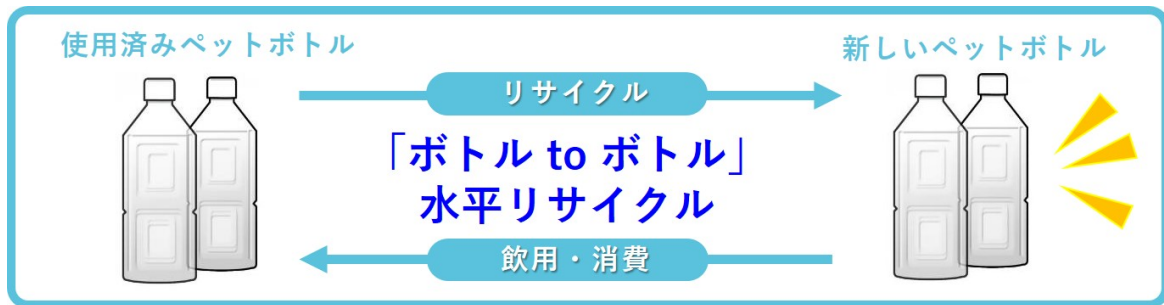 使用済みペットボトル
新しいペットボトル
リサイクル
「ボトル to ボトル」
水平リサイクル
飲用・消費